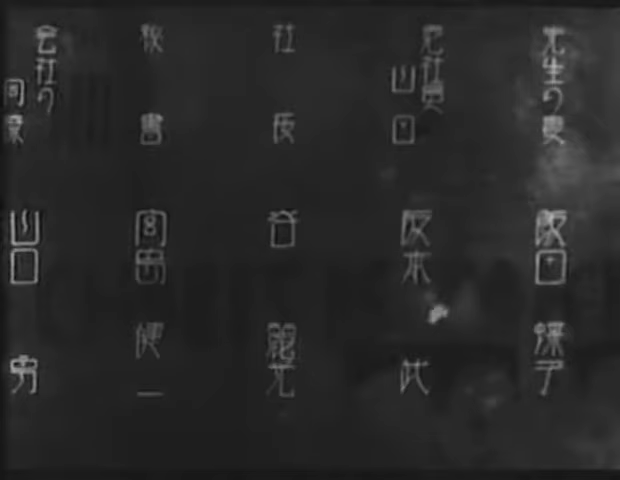 先生の妻 飯田蝶子
老社員
山田 坂本武
社長 谷麗光
秘書 宮島健一
会社の
同僚 山口勇